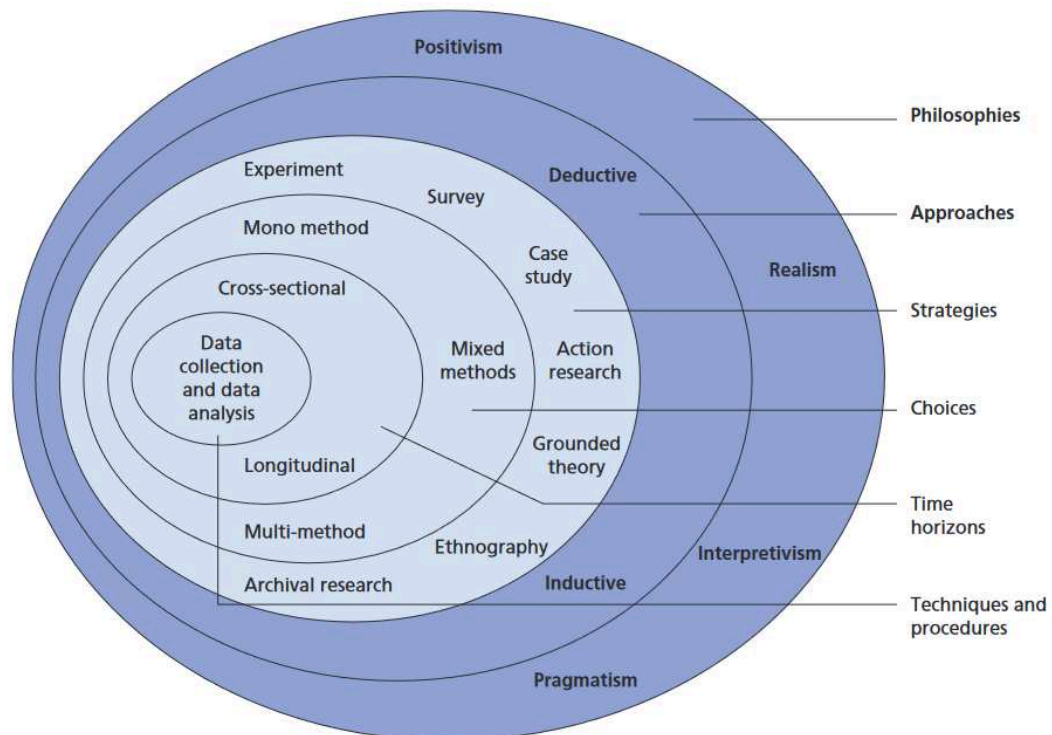 Positivism
Philosophies
Experiment
Deductive
Survey
Approaches
Mono method
Case
study
Realism
Cross-sectional
Strategies
Data
collection
and data
analysis
Mixed
methods
Action
research
Choices
Grounded
theory
Longitudinal
Time
horizons
Multi-method
Ethnography
Interpretivism
Archival research
Inductive
Techniques and
procedures
Pragmatism